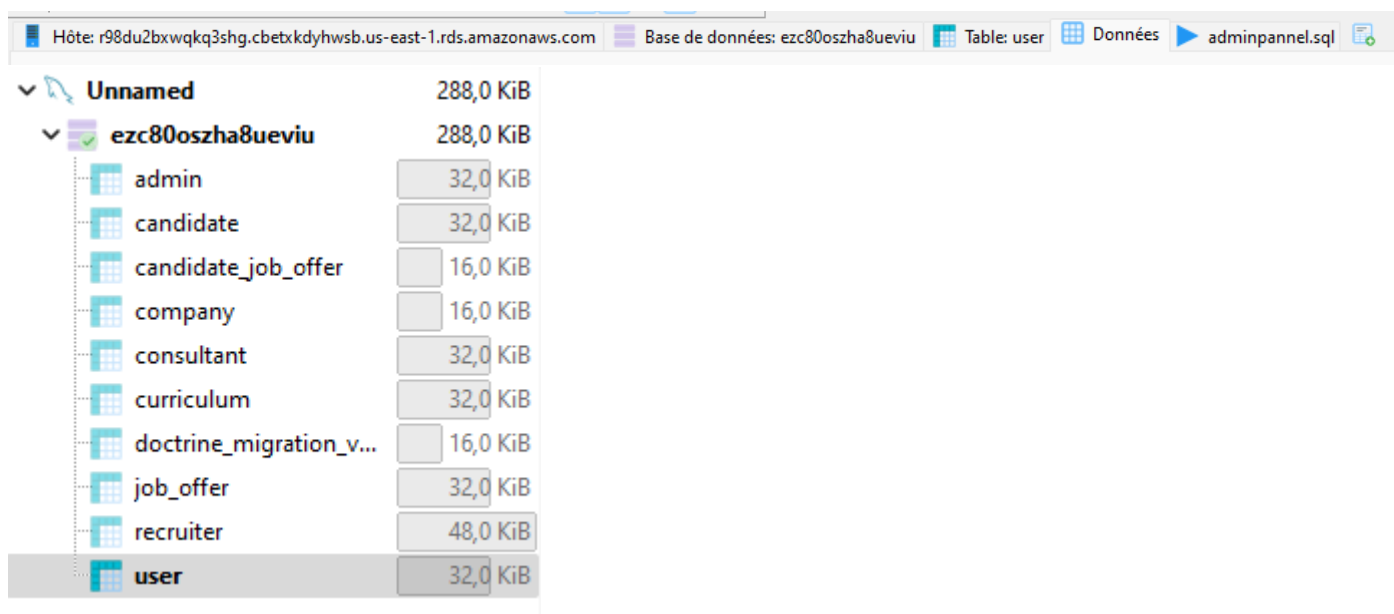 Hôte: r98du2bxwqkq3shg.cbetxkdyhwsb.us-east-1.rds.amazonaws.com Base de données: ezc80oszha8ueviu Table: user Données adminpannel.sql
Unnamed 288,0 KiB
ezc80oszha8ueviu 288,0 KiB
admin 32,0 KiB
candidate 32,0 KiB
candidate_job_offer 16,0 KiB
company 16,0 KiB
consultant 32,0 KiB
curriculum 32,0 KiB
doctrine_migration_v... 16,0 KiB
job_offer 32,0 KiB
recruiter 48,0 KiB
user 32,0 KiB